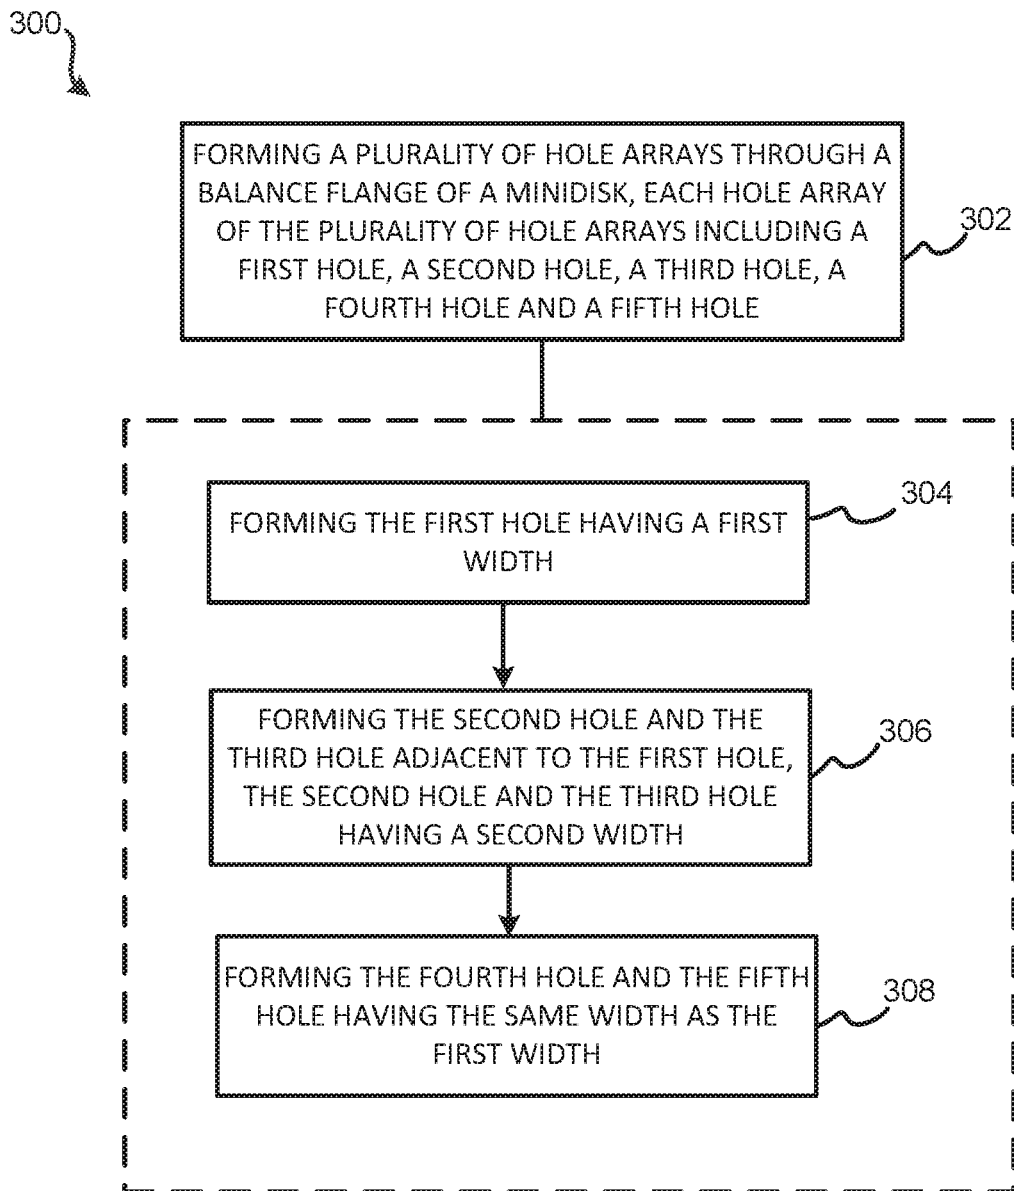 300
FORMING A PLURALITY OF HOLE ARRAYS THROUGH A
BALANCE FLANGE OF A MINIDISK, EACH HOLE ARRAY
OF THE PLURALITY OF HOLE ARRAYS INCLUDING A
FIRST HOLE, A SECOND HOLE, A THIRD HOLE, A
FOURTH HOLE AND A FIFTH HOLE
302
FORMING THE FIRST HOLE HAVING A FIRST
WIDTH
304
FORMING THE SECOND HOLE AND THE
THIRD HOLE ADJACENT TO THE FIRST HOLE,
THE SECOND HOLE AND THE THIRD HOLE
HAVING A SECOND WIDTH
306
FORMING THE FOURTH HOLE AND THE FIFTH
HOLE HAVING THE SAME WIDTH AS THE
FIRST WIDTH
308